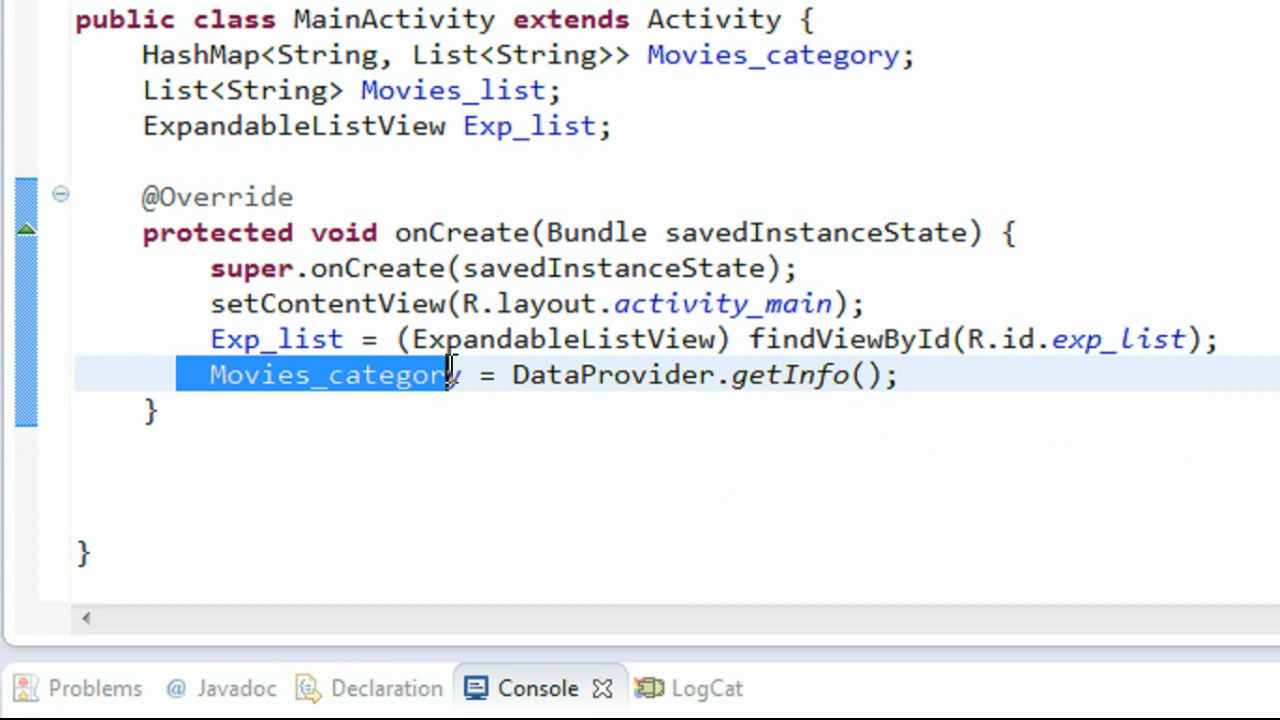 public class MainActivity extends Activity {
HashMap<String, List<String>> Movies_category;
List<String> Movies_list;
ExpandableListView Exp_list;
@Override
protected void onCreate(Bundle savedInstanceState) {
super.onCreate(savedInstanceState);
setContentView(R.layout.activity_main);
Exp_list = (ExpandableListView) findViewById(R.id.exp_list);
Movies_category = DataProvider.getInfo();
}
}
Problems @ Javadoc Declaration Console LogCat